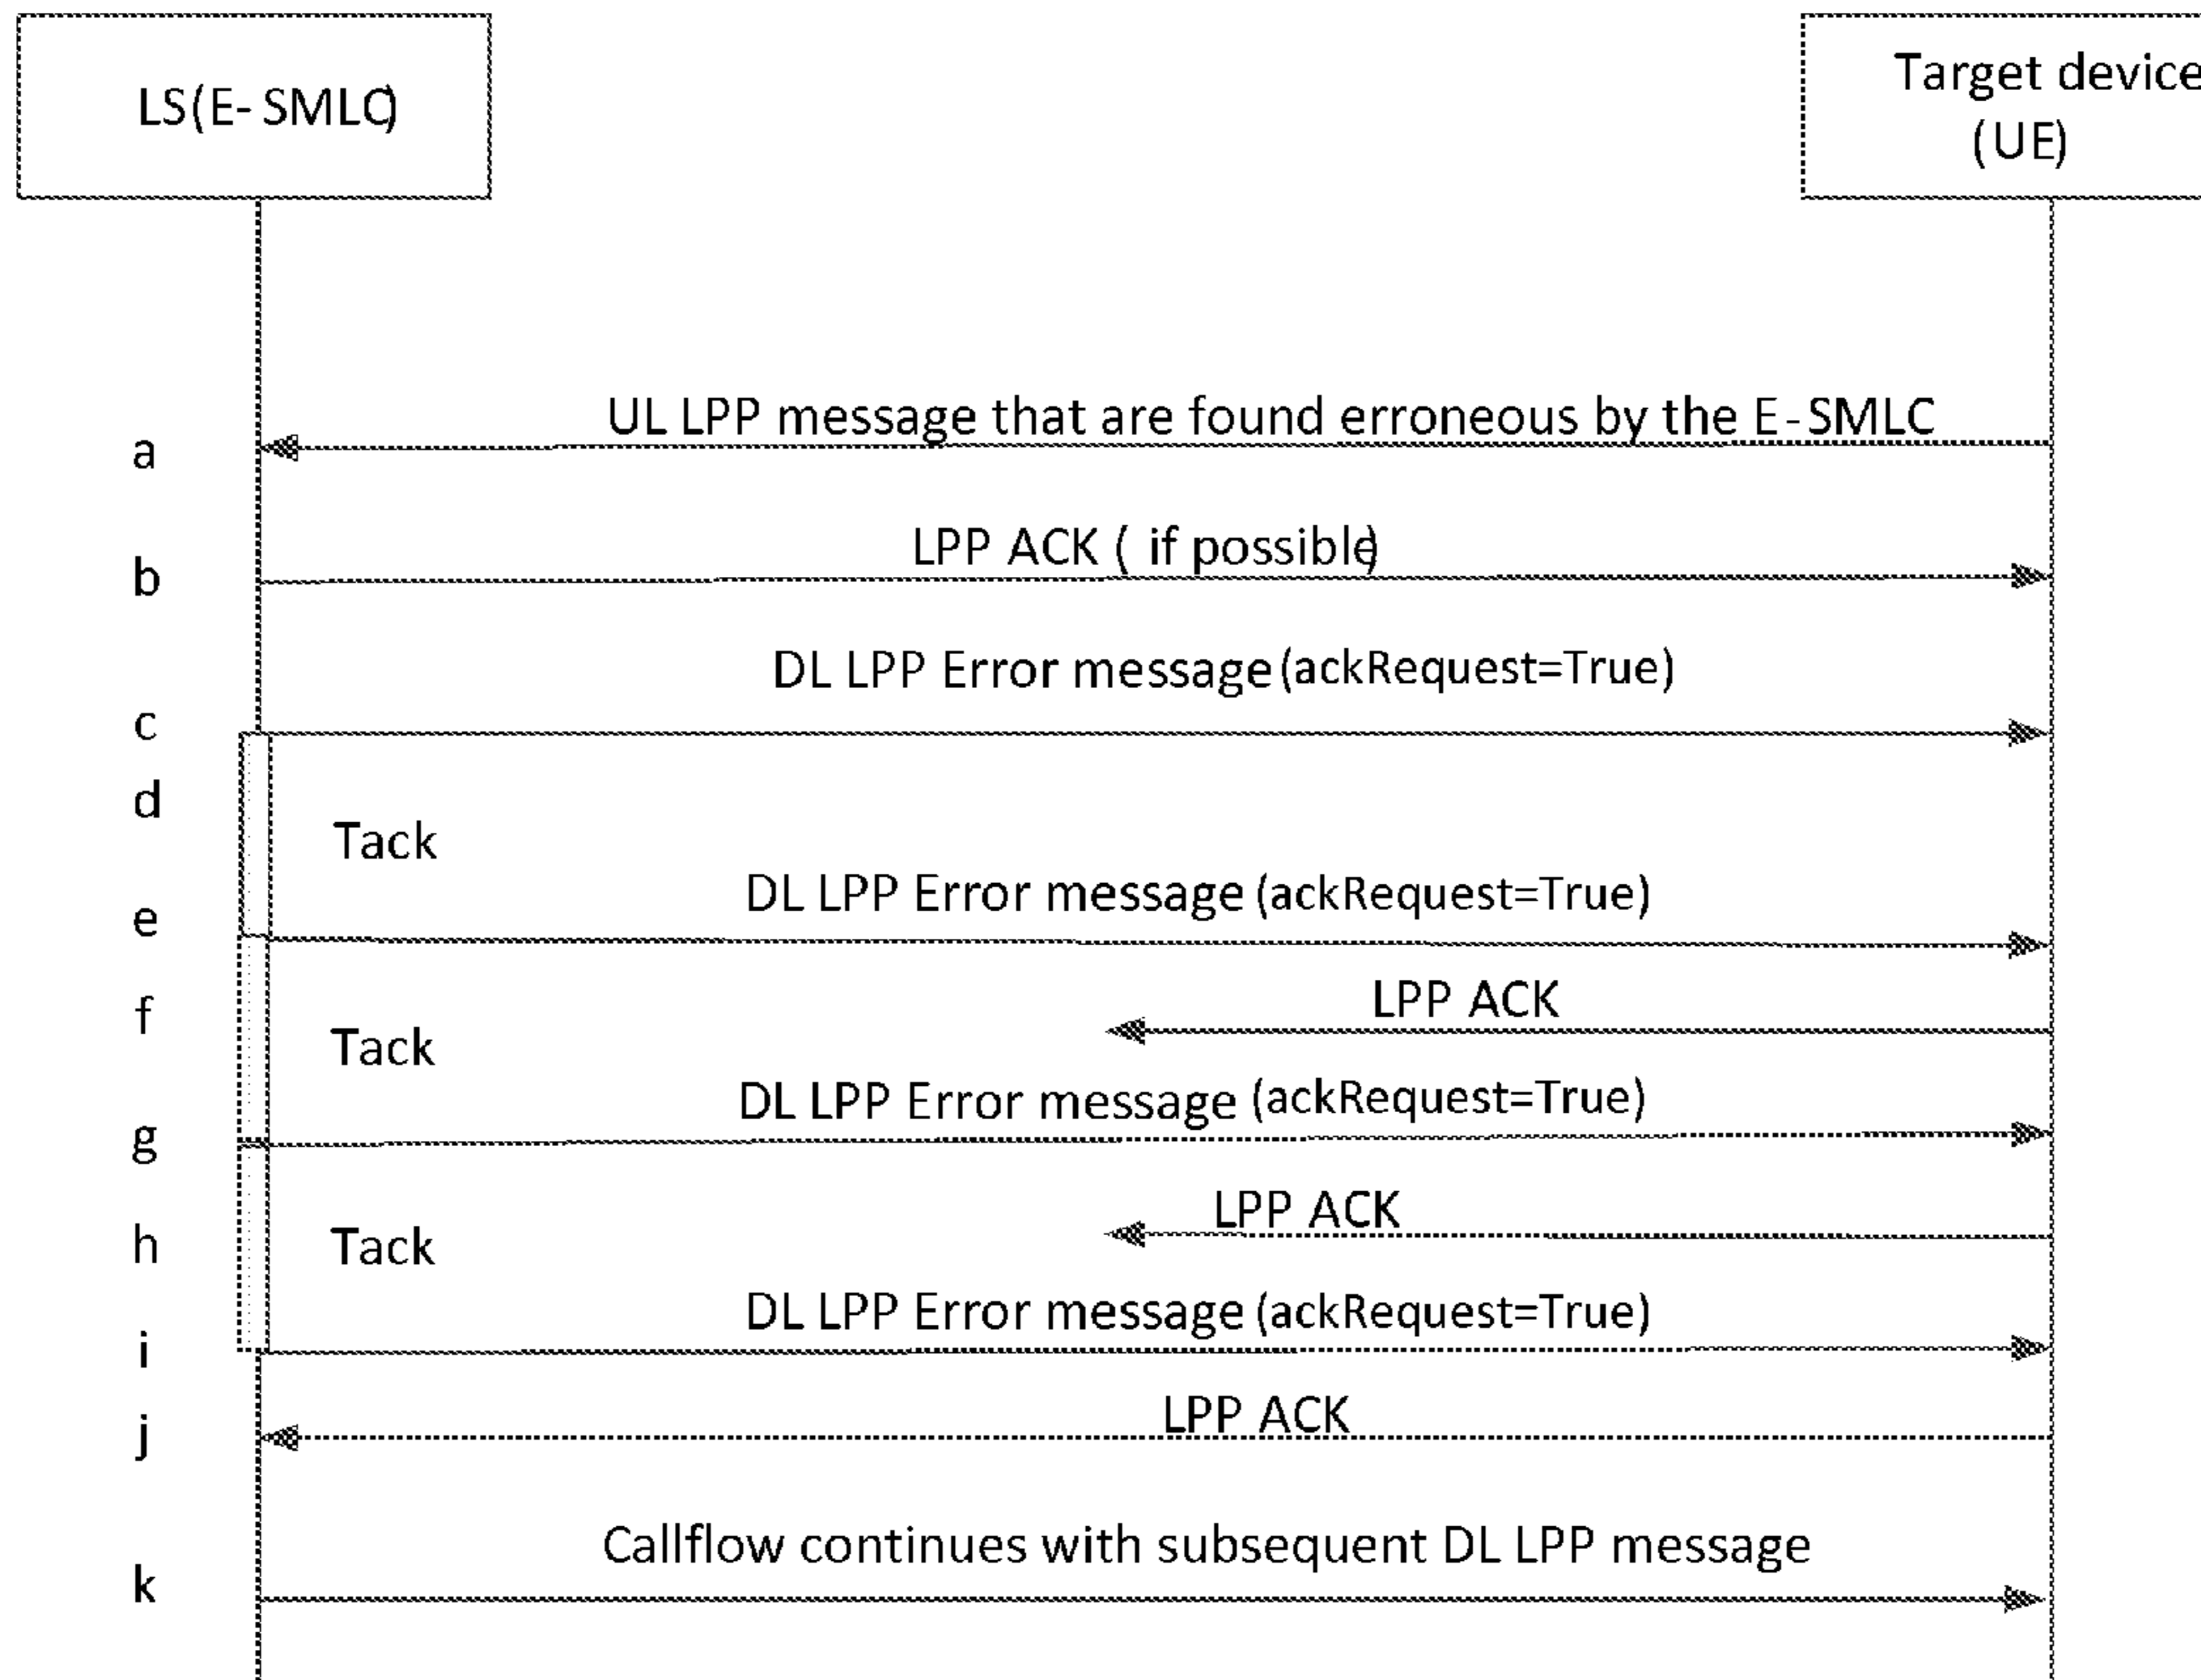 LS(E- SMLC)
Target device
(UE)
UL LPP message that are found erroneous by the E-SMLC
a
LPP ACK ( if possible)
b
DL LPP Error message (ackRequest=True)
c
d
Tack
DL LPP Error message (ackRequest=True)
e
LPP ACK
f
Tack
DL LPP Error message (ackRequest=True)
g
LPP ACK
h
Tack
DL LPP Error message (ackRequest=True)
i
LPP ACK
j
Callflow continues with subsequent DL LPP message
k